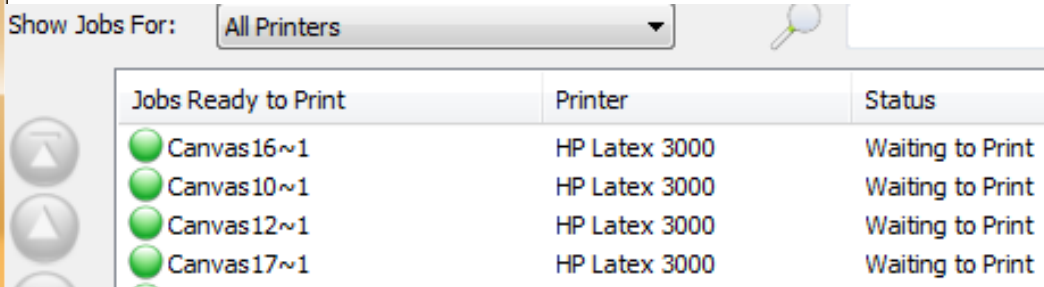 Show Jobs For: All Printers
Jobs Ready to Print Printer Status
Canvas16~1 HP Latex 3000 Waiting to Print
Canvas10~1 HP Latex 3000 Waiting to Print
Canvas12~1 HP Latex 3000 Waiting to Print
Canvas17~1 HP Latex 3000 Waiting to Print